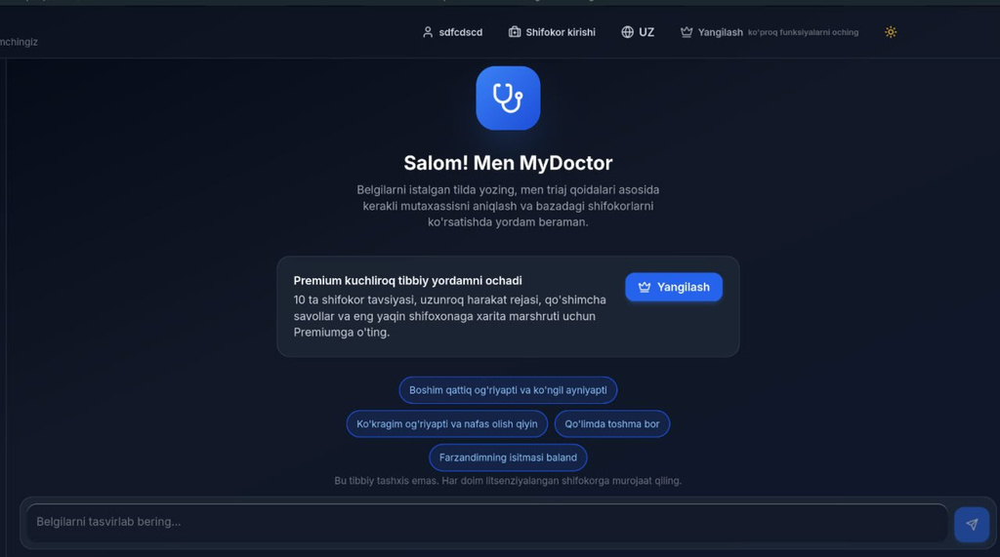 mchingiz
sdfcdscd
Shifokor kirishi
UZ
Yangilash ko'proq funksiyalarni oching
Salom! Men MyDoctor
Belgilarni istalgan tilda yozing, men triaj qoidalari asosida
kerakli mutaxassisni aniqlash va bazadagi shifokorlarni
ko'rsatishda yordam beraman.
Premium kuchliroq tibbiy yordamni ochadi
10 ta shifokor tavsiyasi, uzunroq harakat rejasi, qo'shimcha
savollar va eng yaqin shifoxonaga xarita marshruti uchun
Premiumga o'ting.
Yangilash
Boshim qattiq og'riyapti va ko'ngil ayniyapti
Ko'kragim og'riyapti va nafas olish qiyin
Qo'limda toshma bor
Farzandimning isitmasi baland
Bu tibbiy tashxis emas. Har doim litsenziyalangan shifokorga murojaat qiling.
Belgilarni tasvirlab bering...